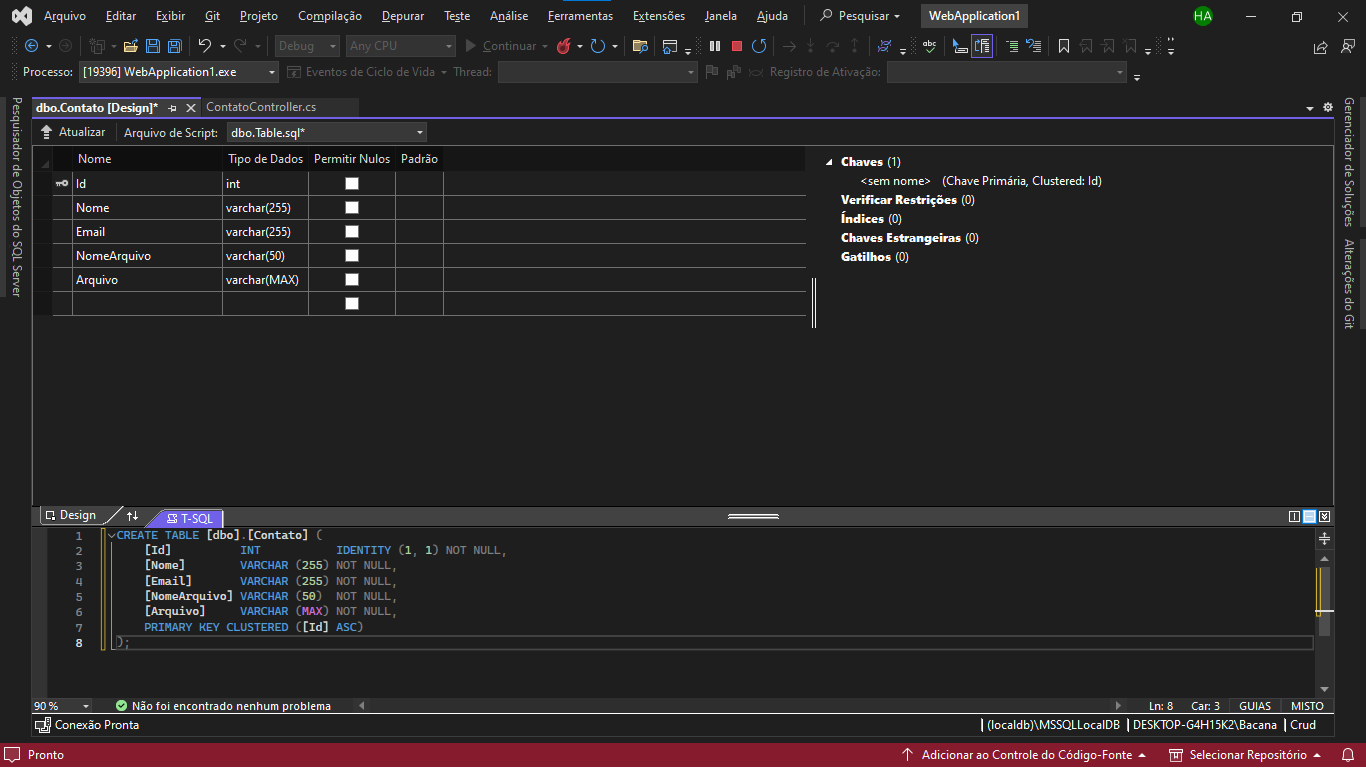 Arquivo Editar Exibir Git Projeto Compilação Depurar Teste Análise Ferramentas Extensões Janela Ajuda Pesquisar WebApplication1 HA
Debug Any CPU Continuar abc
Processo: [19396] WebApplication1.exe Eventos de Ciclo de Vida Thread: Registro de Ativação:
dbo.Contato [Design]* ContatoController.cs
Atualizar Arquivo de Script: dbo.Table.sql*
Pesquisador de Objetos do SQL Server
Nome Tipo de Dados Permitir Nulos Padrão
Id int
Nome varchar(255)
Email varchar(255)
NomeArquivo varchar(50)
Arquivo varchar(MAX)
Chaves (1)
<sem nome> (Chave Primária, Clustered: Id)
Verificar Restrições (0)
Índices (0)
Chaves Estrangeiras (0)
Gatilhos (0)
Gerenciador de Soluções
Alterações do Git
Design T-SQL
1 CREATE TABLE [dbo].[Contato] (
2 [Id] INT IDENTITY (1, 1) NOT NULL,
3 [Nome] VARCHAR (255) NOT NULL,
4 [Email] VARCHAR (255) NOT NULL,
5 [NomeArquivo] VARCHAR (50) NOT NULL,
6 [Arquivo] VARCHAR (MAX) NOT NULL,
7 PRIMARY KEY CLUSTERED ([Id] ASC)
8 );
90 % Não foi encontrado nenhum problema Ln: 8 Car: 3 GUIAS MISTO
Conexão Pronta (localdb)\MSSQLLocalDB DESKTOP-G4H15K2\Bacana Crud
Pronto Adicionar ao Controle do Código-Fonte Selecionar Repositório